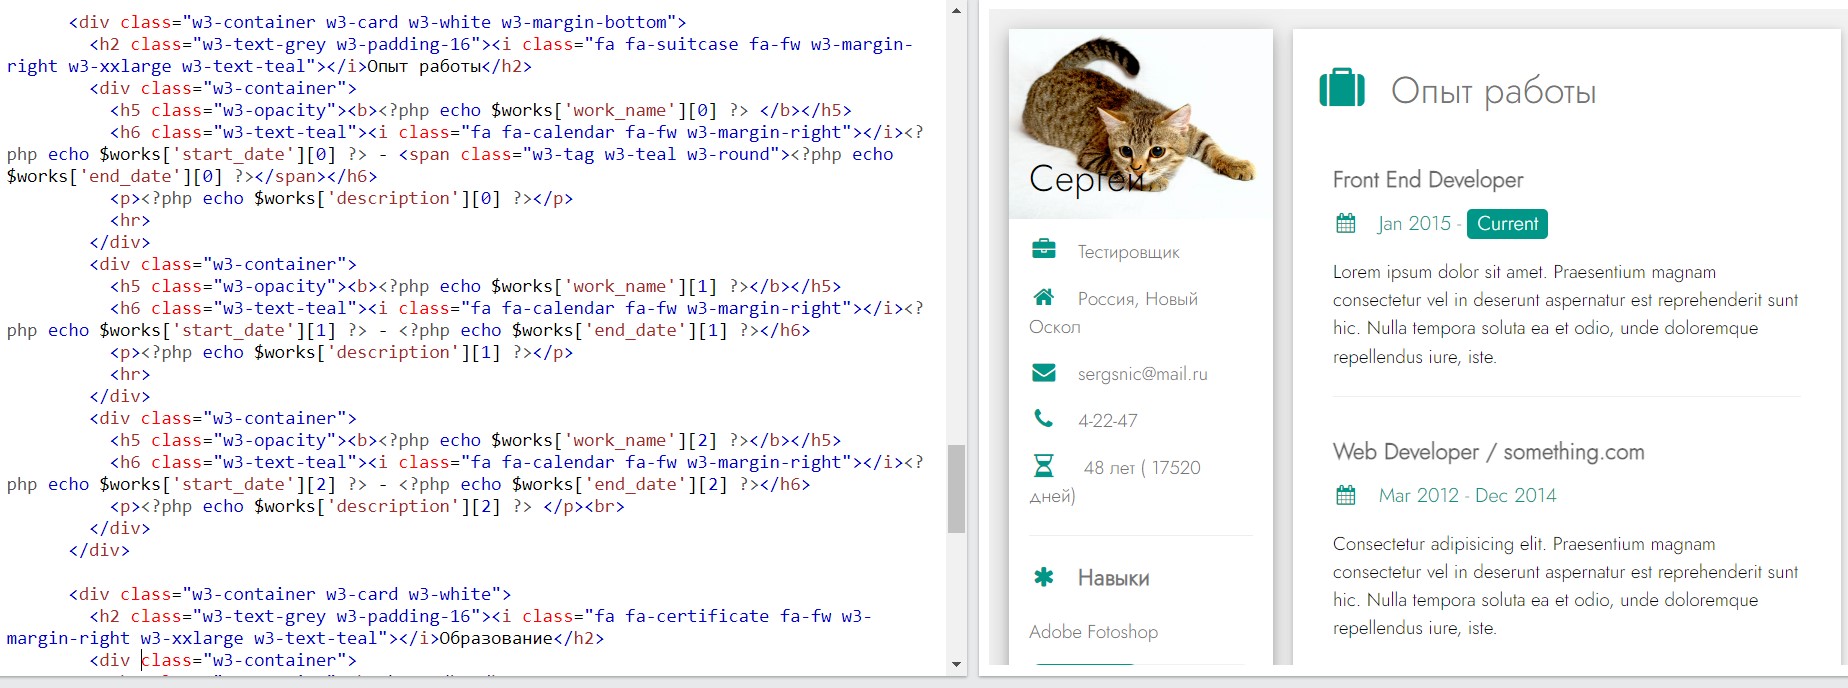 <div class="w3-container w3-card w3-white w3-margin-bottom">
<h2 class="w3-text-grey w3-padding-16"><i class="fa fa-suitcase fa-fw w3-margin-
right w3-xxlarge w3-text-teal"></i>Опыт работы</h2>
<div class="w3-container">
<h5 class="w3-opacity"><b><?php echo $works['work_name'][0] ?> </b></h5>
<h6 class="w3-text-teal"><i class="fa fa-calendar fa-fw w3-margin-right"></i><?
php echo $works['start_date'][0] ?> - <span class="w3-tag w3-teal w3-round"><?php echo
$works['end_date'][0] ?></span></h6>
<p><?php echo $works['description'][0] ?></p>
<hr>
</div>
<div class="w3-container">
<h5 class="w3-opacity"><b><?php echo $works['work_name'][1] ?></b></h5>
<h6 class="w3-text-teal"><i class="fa fa-calendar fa-fw w3-margin-right"></i><?
php echo $works['start_date'][1] ?> - <?php echo $works['end_date'][1] ?></h6>
<p><?php echo $works['description'][1] ?></p>
<hr>
</div>
<div class="w3-container">
<h5 class="w3-opacity"><b><?php echo $works['work_name'][2] ?></b></h5>
<h6 class="w3-text-teal"><i class="fa fa-calendar fa-fw w3-margin-right"></i><?
php echo $works['start_date'][2] ?> - <?php echo $works['end_date'][2] ?></h6>
<p><?php echo $works['description'][2] ?> </p><br>
</div>
</div>
<div class="w3-container w3-card w3-white">
<h2 class="w3-text-grey w3-padding-16"><i class="fa fa-certificate fa-fw w3-
margin-right w3-xxlarge w3-text-teal"></i>Образование</h2>
<div class="w3-container">
Сергей
Тестировщик
Россия, Новый
Оскол
sergsnic@mail.ru
4-22-47
48 лет ( 17520
дней)
Навыки
Adobe Fotoshop
Опыт работы
Front End Developer
Jan 2015 - Current
Lorem ipsum dolor sit amet. Praesentium magnam
consectetur vel in deserunt aspernatur est reprehenderit sunt
hic. Nulla tempora soluta ea et odio, unde doloremque
repellendus iure, iste.
Web Developer / something.com
Mar 2012 - Dec 2014
Consectetur adipisicing elit. Praesentium magnam
consectetur vel in deserunt aspernatur est reprehenderit sunt
hic. Nulla tempora soluta ea et odio, unde doloremque
repellendus iure, iste.